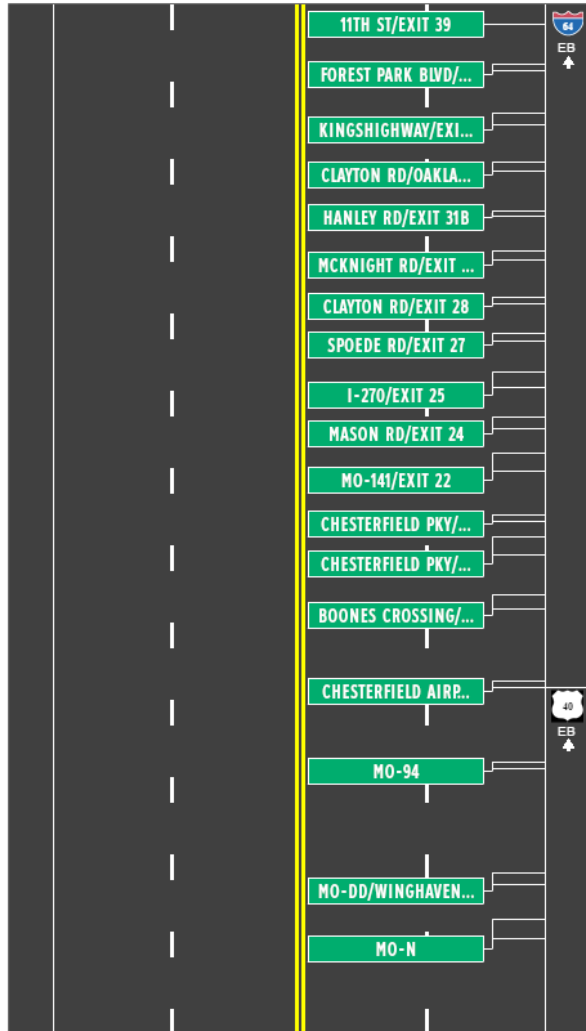 11TH ST/EXIT 39
64
EB
FOREST PARK BLVD/...
KINGSHIGHWAY/EXI...
CLAYTON RD/OAKLA...
HANLEY RD/EXIT 31B
MCKNIGHT RD/EXIT ...
CLAYTON RD/EXIT 28
SPOEDE RD/EXIT 27
I-270/EXIT 25
MASON RD/EXIT 24
MO-141/EXIT 22
CHESTERFIELD PKY/...
CHESTERFIELD PKY/...
BOONES CROSSING/...
CHESTERFIELD AIRP...
40
EB
MO-94
MO-DD/WINGHAVEN...
MO-N